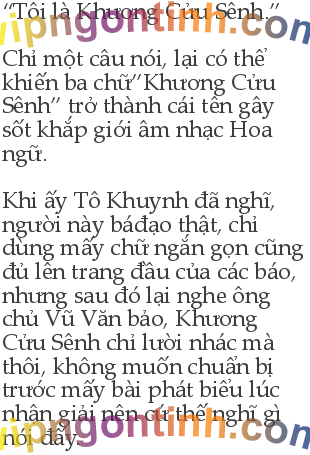 “Tôi là Khương Cửu Sênh.”
Chỉ một câu nói, lại có thể
khiến ba chữ”Khương Cửu
Sênh” trở thành cái tên gây
sốt khắp giới âm nhạc Hoa
ngữ.
Khi ấy Tô Khuynh đã nghĩ,
người này báđạo thật, chỉ
dùng mấy chữ ngắn gọn cũng
đủ lên trang đầu của các báo,
nhưng sau đó lại nghe ông
chủ Vũ Văn bảo, Khương
Cửu Sênh chỉ lười nhác mà
thôi, không muốn chuẩn bị
trước mấy bài phát biểu lúc
nhận giải nên cứ thế nghĩ gì
nói đấy.
vipngontinh.com
vipngontinh.com